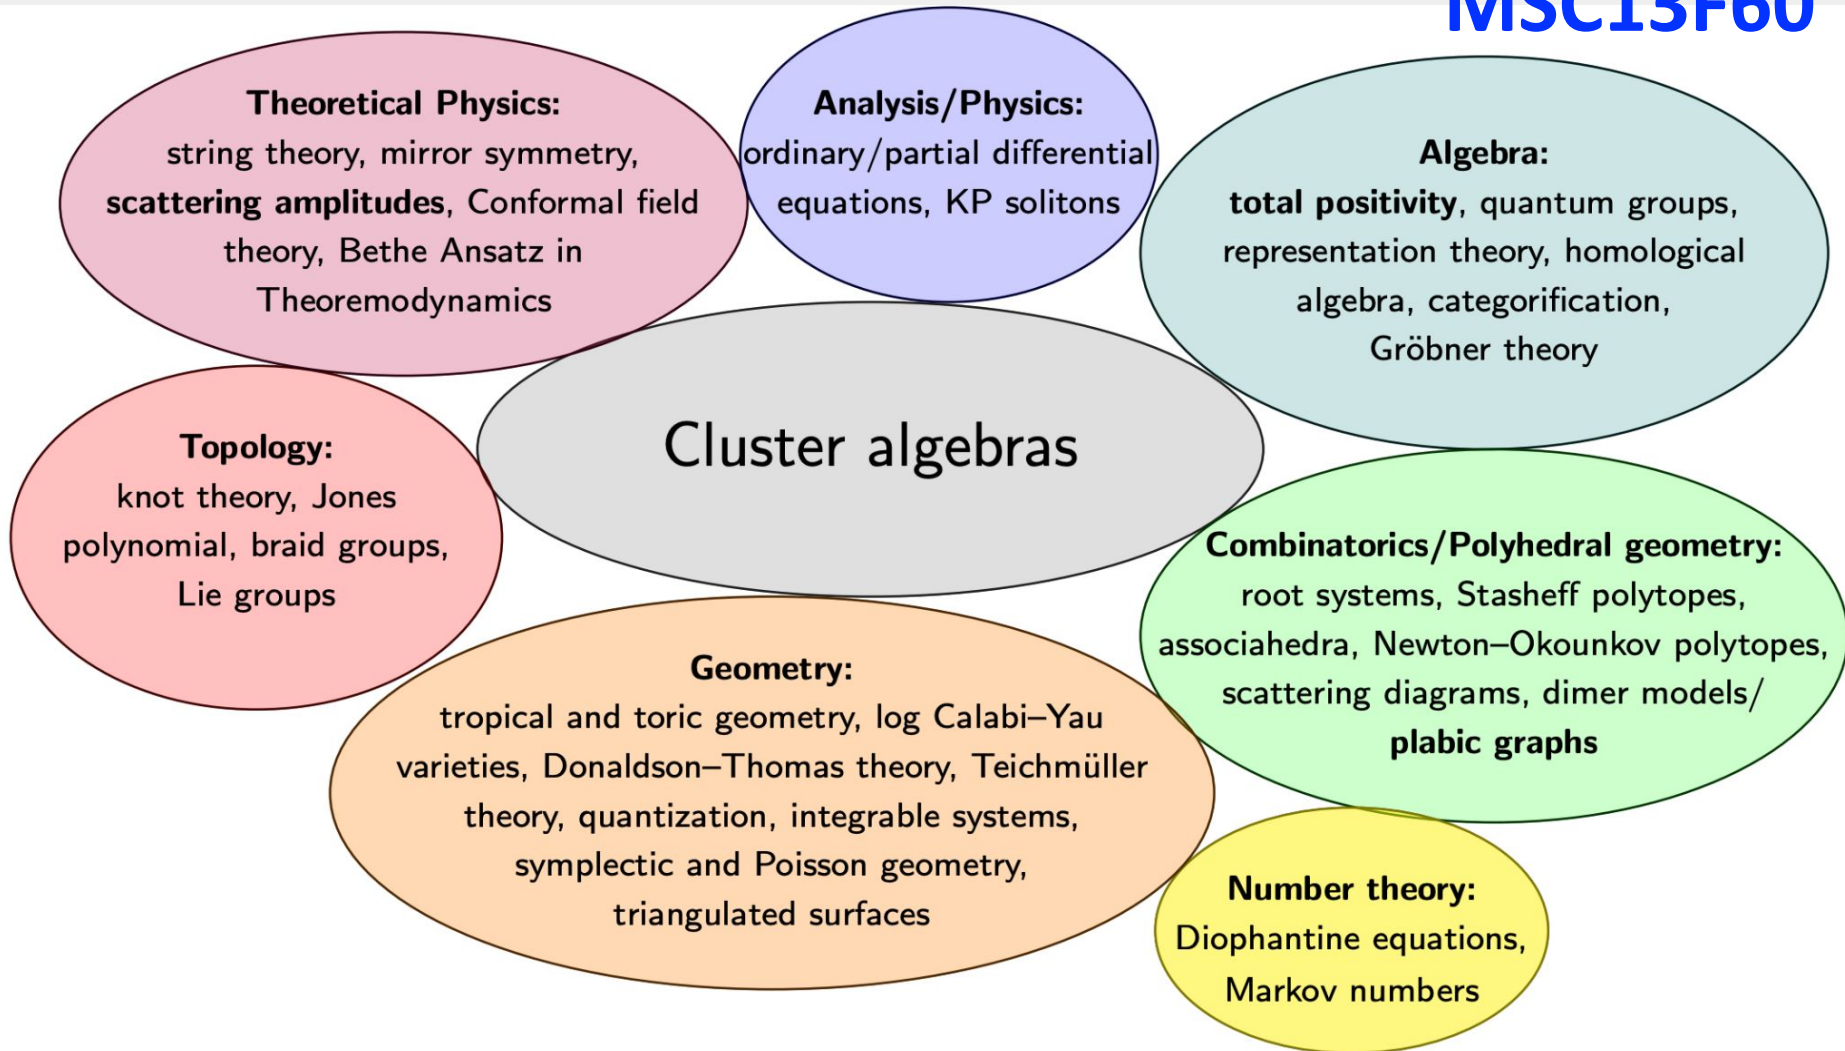 MSC13F60
Theoretical Physics:
string theory, mirror symmetry,
scattering amplitudes, Conformal field
theory, Bethe Ansatz in
Theoremodynamics
Analysis/Physics:
ordinary/partial differential
equations, KP solitons
Algebra:
total positivity, quantum groups,
representation theory, homological
algebra, categorification,
Gröbner theory
Cluster algebras
Topology:
knot theory, Jones
polynomial, braid groups,
Lie groups
Combinatorics/Polyhedral geometry:
root systems, Stasheff polytopes,
associahedra, Newton–Okounkov polytopes,
scattering diagrams, dimer models/
plabic graphs
Geometry:
tropical and toric geometry, log Calabi–Yau
varieties, Donaldson–Thomas theory, Teichmüller
theory, quantization, integrable systems,
symplectic and Poisson geometry,
triangulated surfaces
Number theory:
Diophantine equations,
Markov numbers